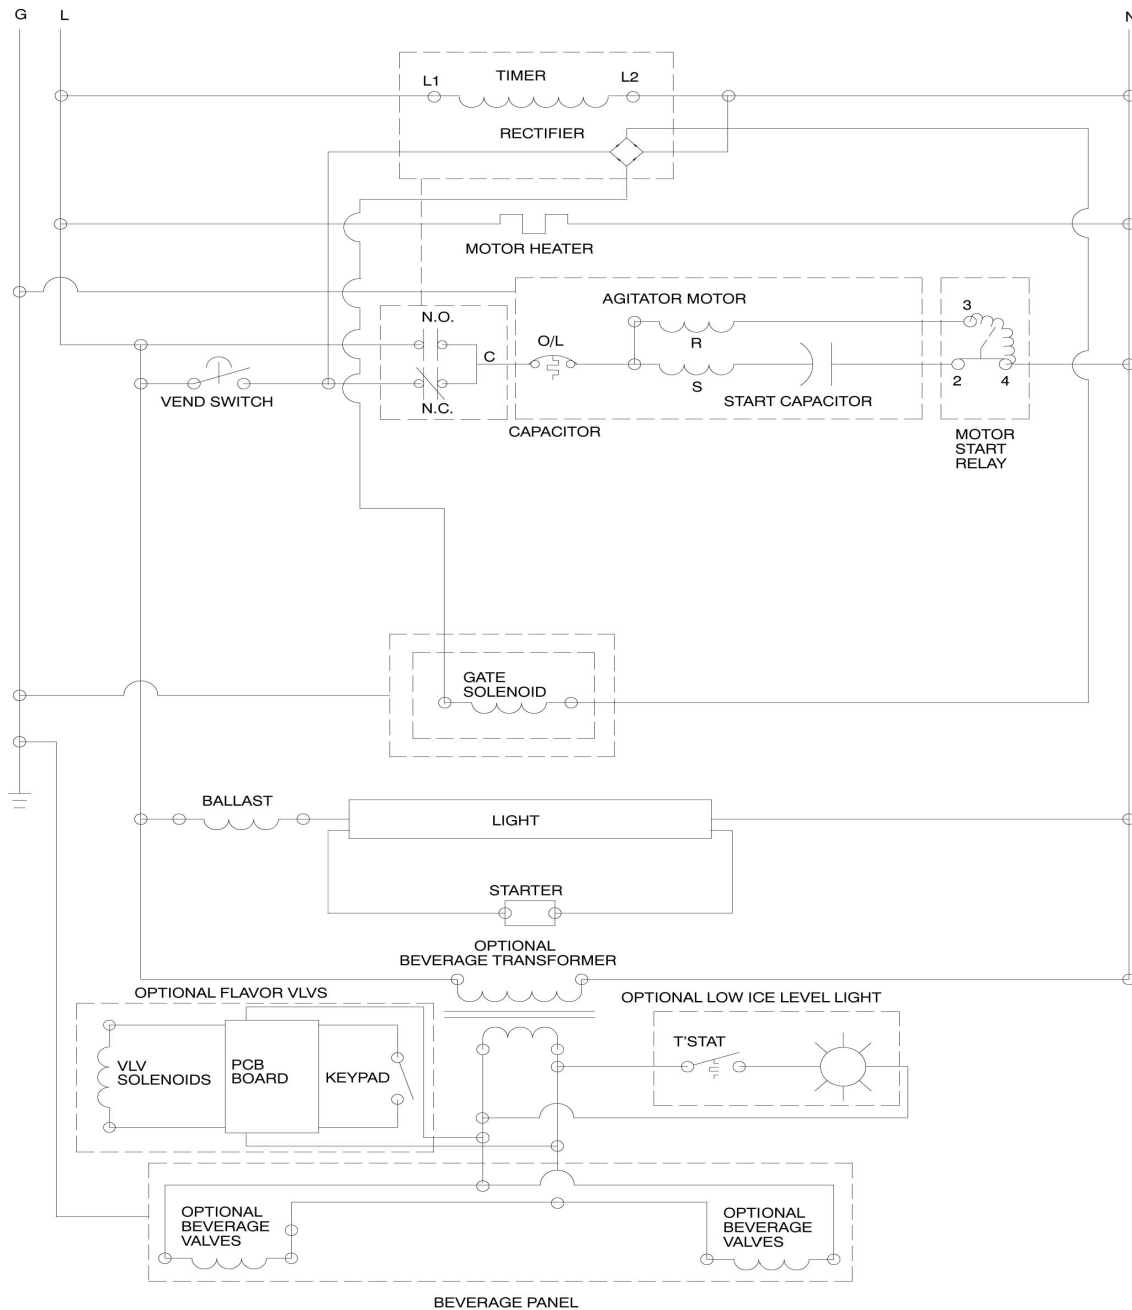 G L N
TIMER
L1 L2
RECTIFIER
MOTOR HEATER
AGITATOR MOTOR
3
N.O.
O/L
R
C
2 4
S
VEND SWITCH
START CAPACITOR
N.C.
CAPACITOR
MOTOR
START
RELAY
GATE
SOLENOID
BALLAST
LIGHT
STARTER
OPTIONAL
BEVERAGE TRANSFORMER
OPTIONAL FLAVOR VLVS
OPTIONAL LOW ICE LEVEL LIGHT
T'STAT
VLV
SOLENOIDS
PCB
BOARD
KEYPAD
OPTIONAL
BEVERAGE
VALVES
OPTIONAL
BEVERAGE
VALVES
BEVERAGE PANEL